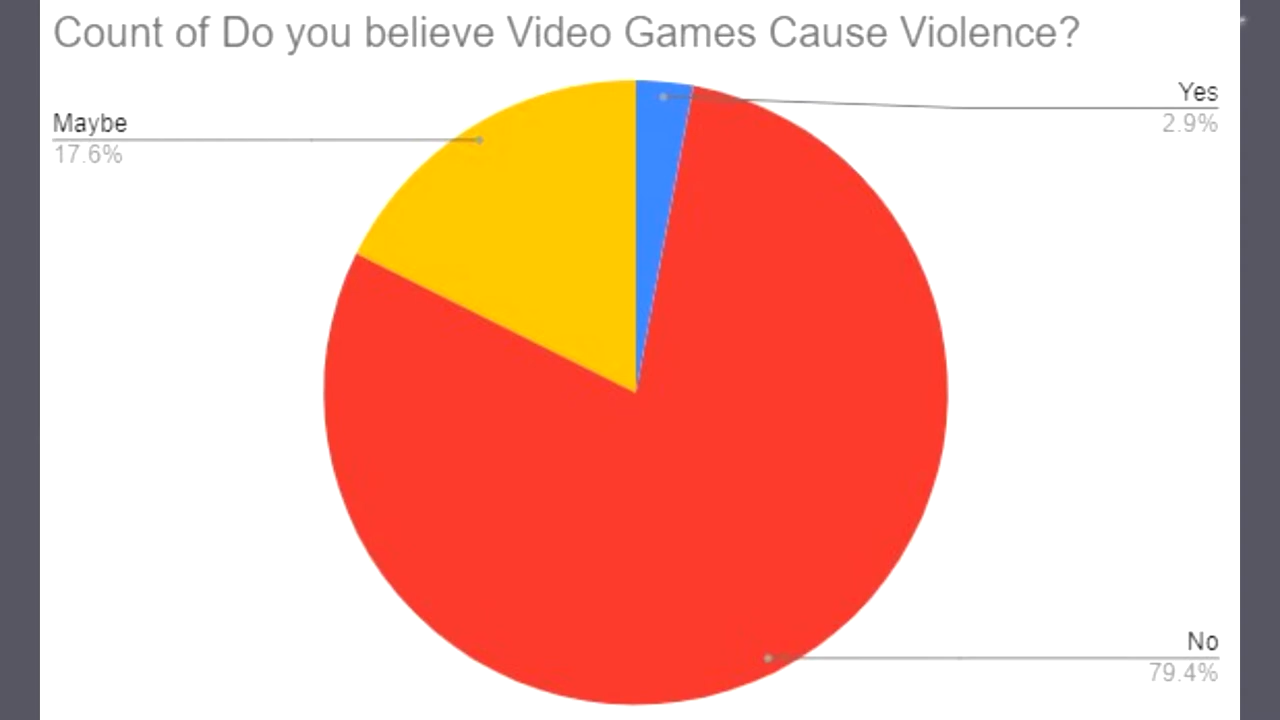 Count of Do you believe Video Games Cause Violence?
Yes
2.9%
Maybe
17.6%
No
79.4%